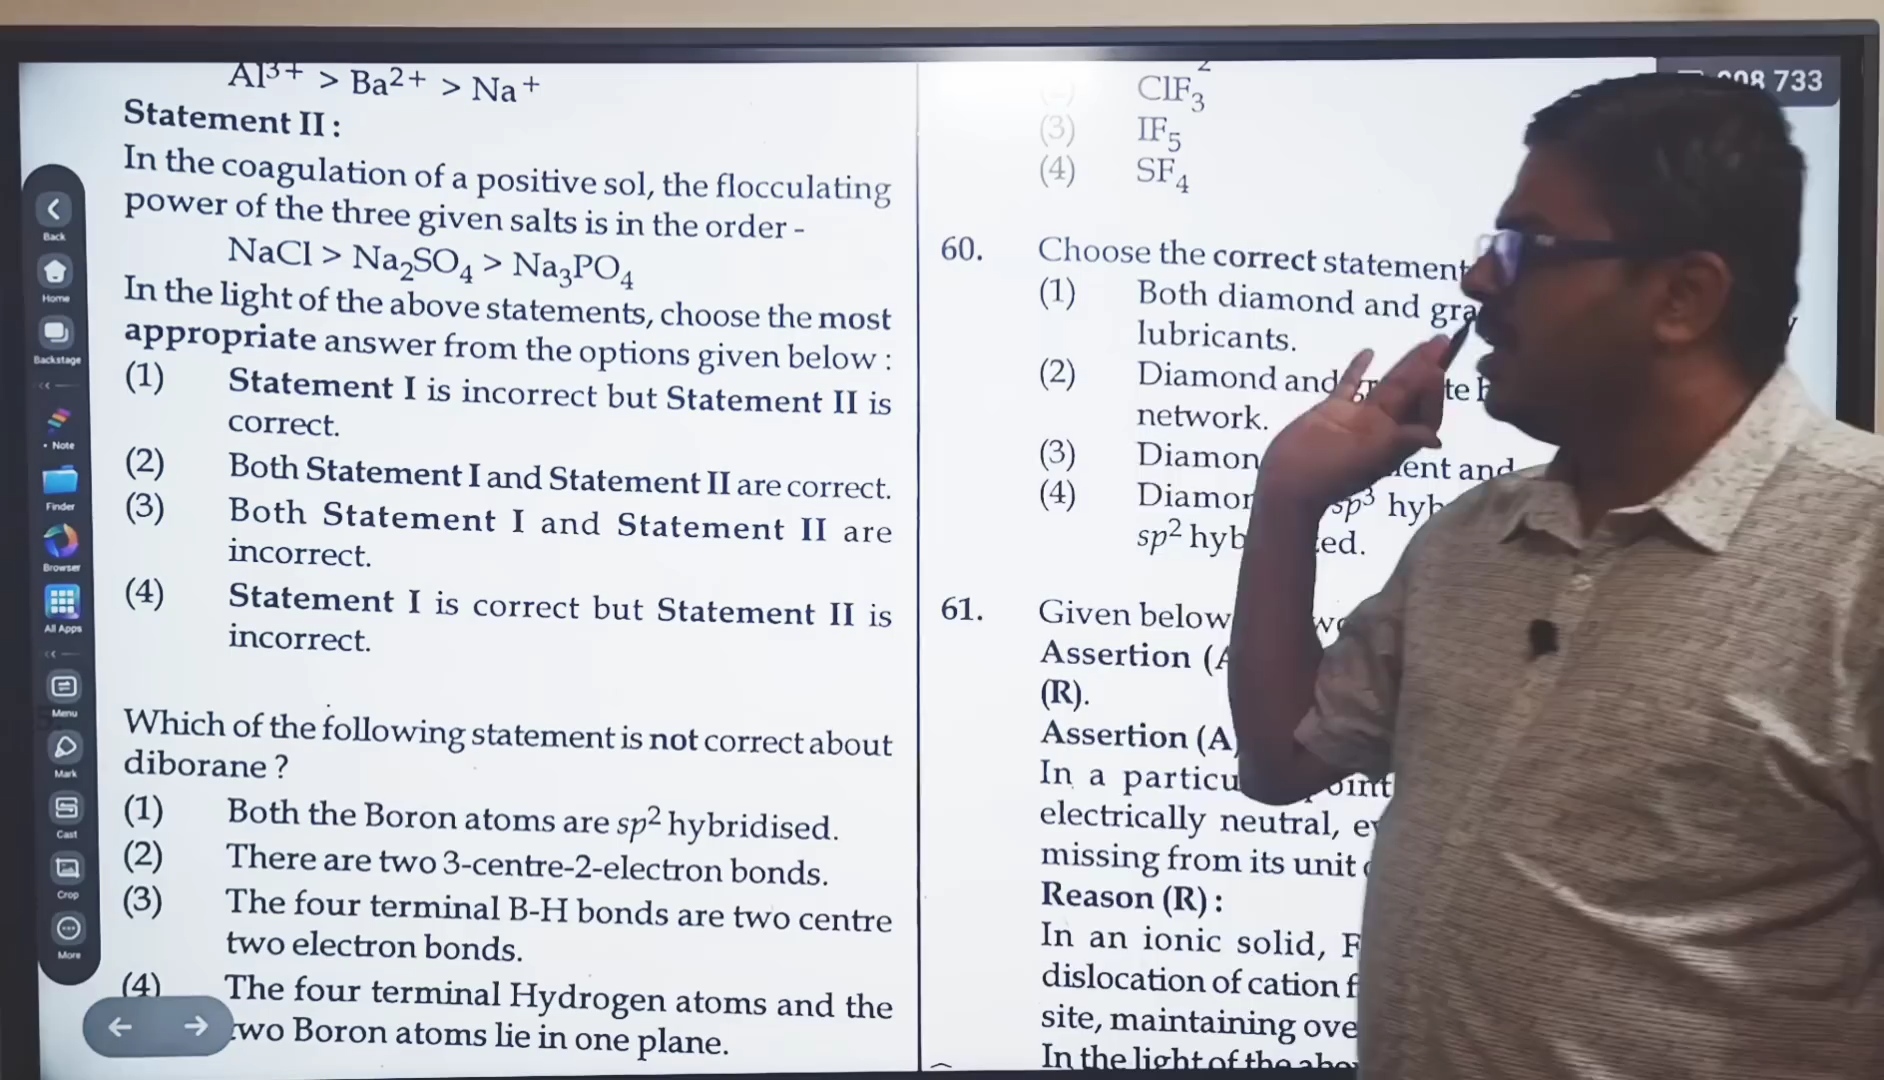 Al3+ > Ba2+ > Na+
Statement II :
In the coagulation of a positive sol, the flocculating
power of the three given salts is in the order -
NaCl > Na2SO4 > Na3PO4
In the light of the above statements, choose the most
appropriate answer from the options given below :
(1) Statement I is incorrect but Statement II is
correct.
(2) Both Statement I and Statement II are correct.
(3) Both Statement I and Statement II are
incorrect.
(4) Statement I is correct but Statement II is
incorrect.
Which of the following statement is not correct about
diborane ?
(1) Both the Boron atoms are sp2 hybridised.
(2) There are two 3-centre-2-electron bonds.
(3) The four terminal B-H bonds are two centre
two electron bonds.
(4) The four terminal Hydrogen atoms and the
two Boron atoms lie in one plane.
ClF3
(3) IF5
(4) SF4
60. Choose the correct statement
(1) Both diamond and
lubricants.
(2) Diamond and
network.
(3)
(4) sp3
sp2
61. Given below
Assertion
(R).
Assertion (A
In a
electrically neutral,
missing from its unit
Reason (R) :
In an ionic solid,
dislocation of cation
site, maintaining
In the light of the
733
Back
Home
Backstage
Note
Finder
Browser
All Apps
Menu
Mark
Cast
Crop
More